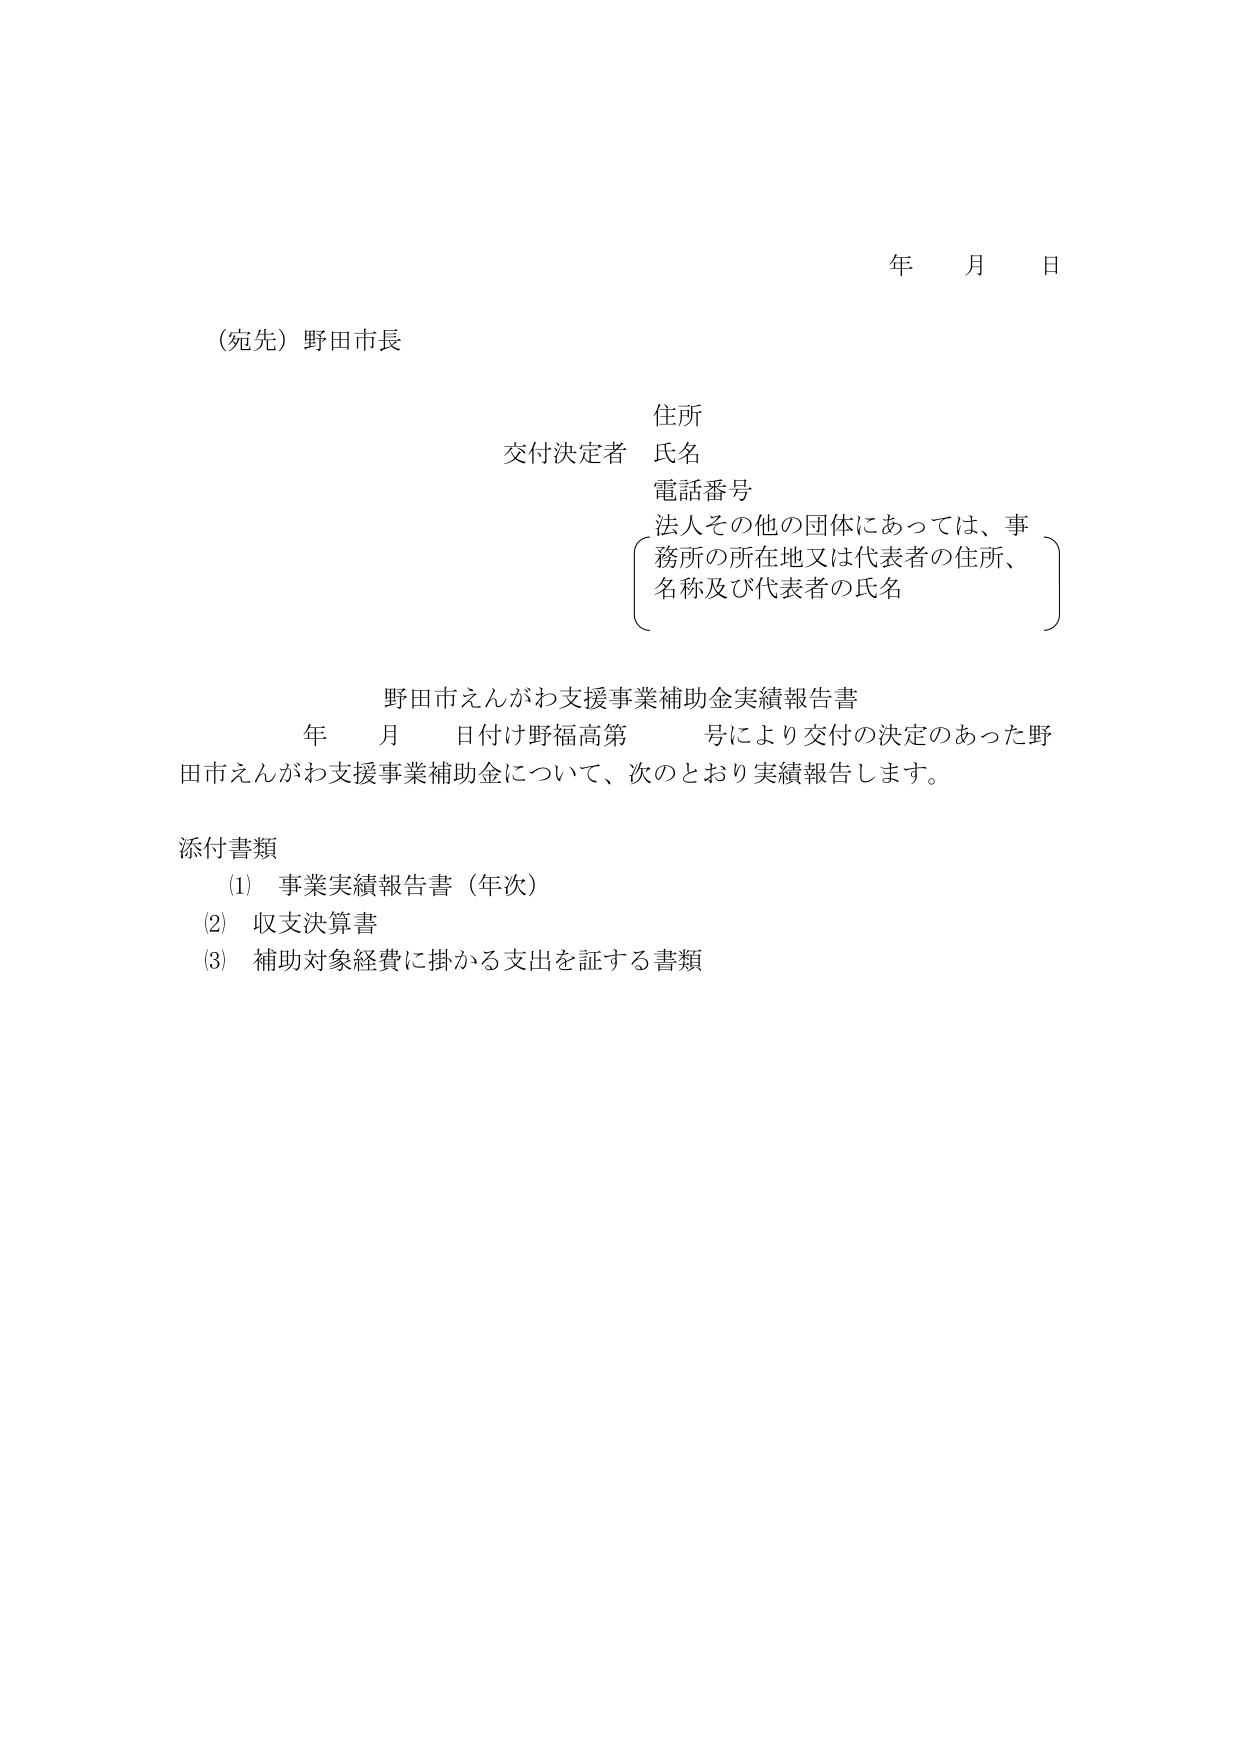 年　　月　　日
（宛先）野田市長
住所
交付決定者　氏名
電話番号
法人その他の団体にあっては、事
務所の所在地又は代表者の住所、
名称及び代表者の氏名
野田市えんがわ支援事業補助金実績報告書
年　　月　　日付け野福高第　　　号により交付の決定のあった野
田市えんがわ支援事業補助金について、次のとおり実績報告します。
添付書類
⑴　事業実績報告書（年次）
⑵　収支決算書
⑶　補助対象経費に掛かる支出を証する書類